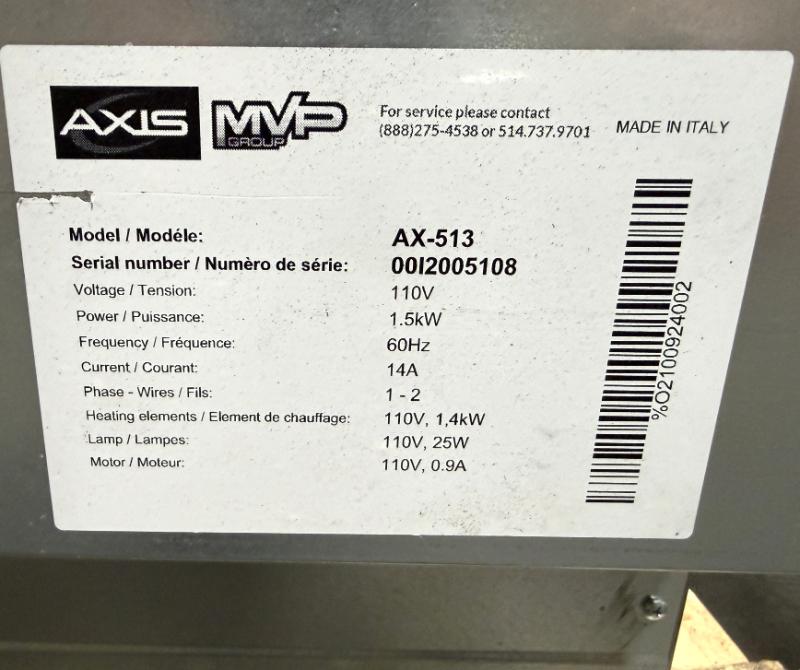 AXIS
MVP
GROUP
For service please contact
(888)275-4538 or 514.737.9701
MADE IN ITALY
Model / Modéle: AX-513
Serial number / Numèro de série: 00I2005108
Voltage / Tension: 110V
Power / Puissance: 1.5kW
Frequency / Fréquence: 60Hz
Current / Courant: 14A
Phase - Wires / Fils: 1 - 2
Heating elements / Element de chauffage: 110V, 1,4kW
Lamp / Lampes: 110V, 25W
Motor / Moteur: 110V, 0.9A
%O2100924002